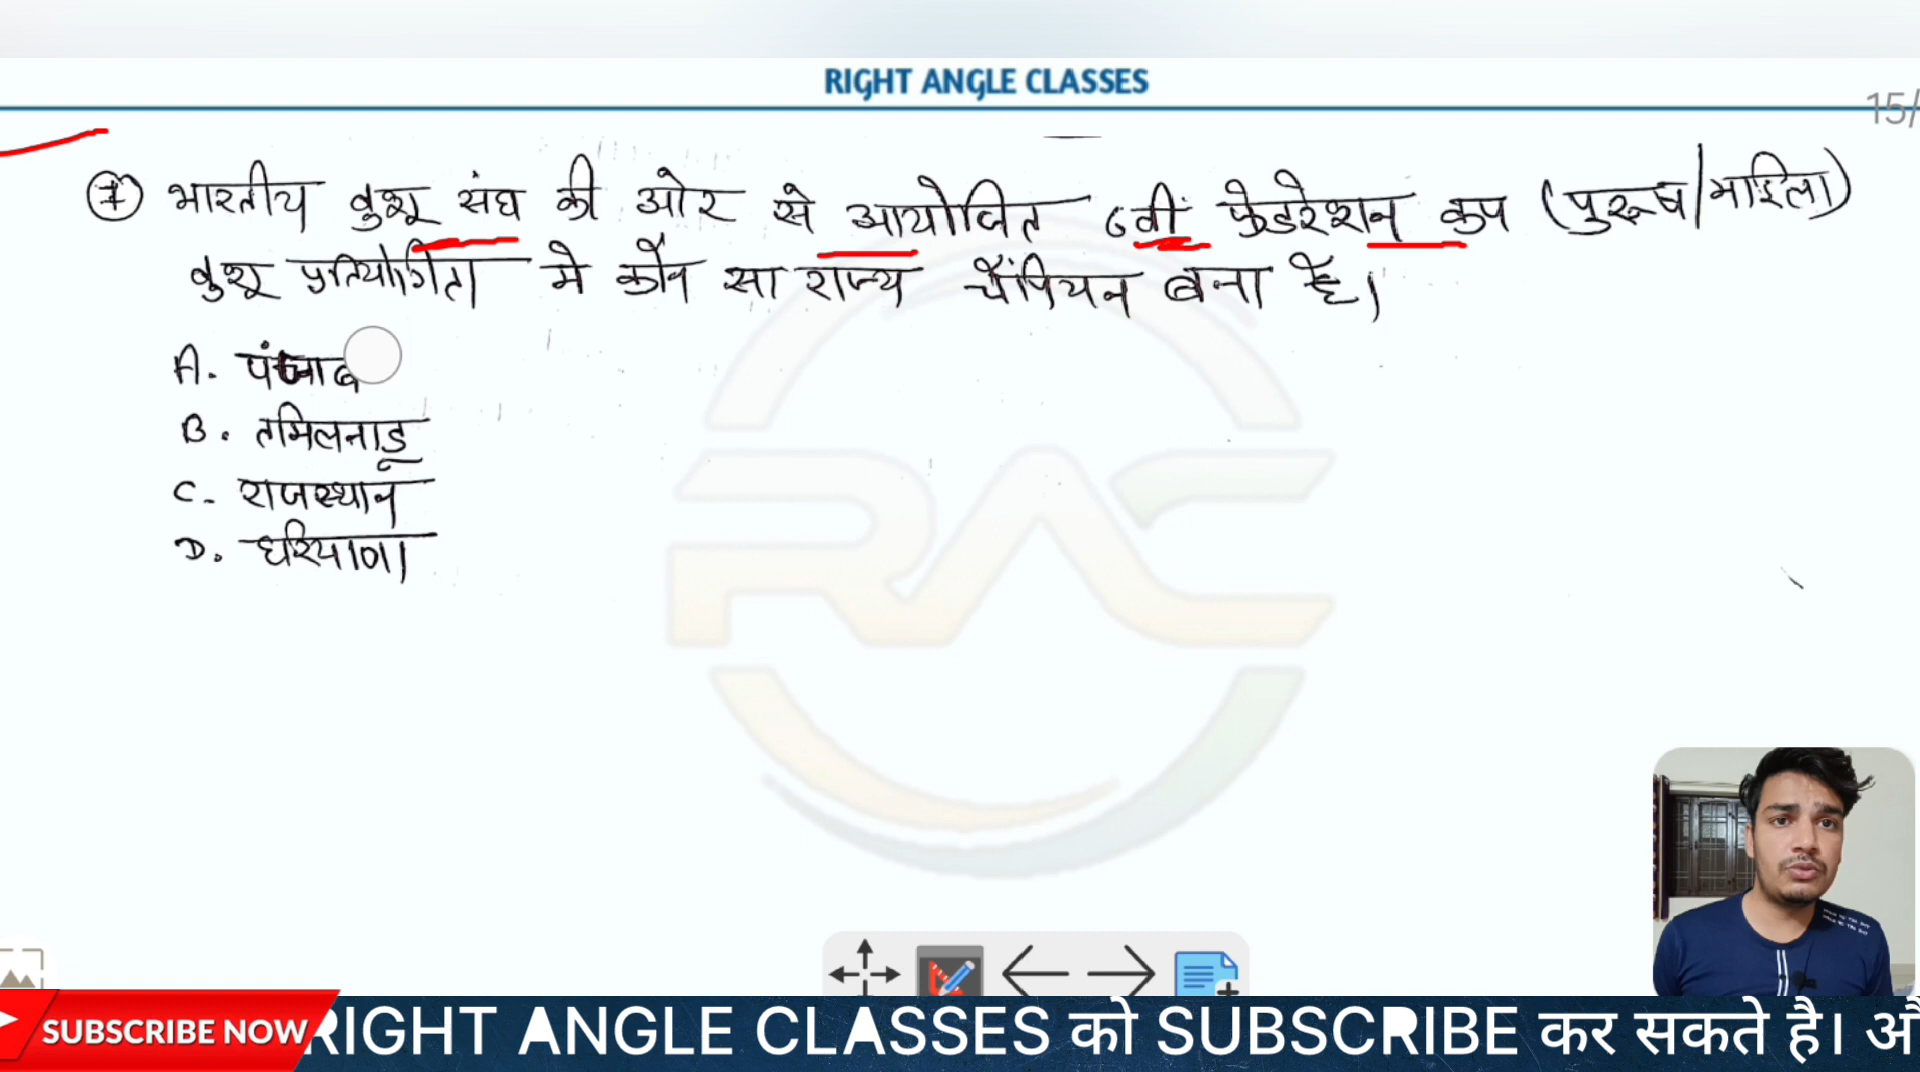 RIGHT ANGLE CLASSES
15/
7 भारतीय वुशू संघ की ओर से आयोजित 6वीं फेडरेशन कप (पुरूष/महिला)
वुशू प्रतियोगिता मे कौन सा राज्य चैंपियन बना है।
A. पंजाब
B. तमिलनाडू
C- राजस्थान
D. हरियाणा
RAC
SUBSCRIBE NOW
RIGHT ANGLE CLASSES को SUBSCRIBE कर सकते है। औ